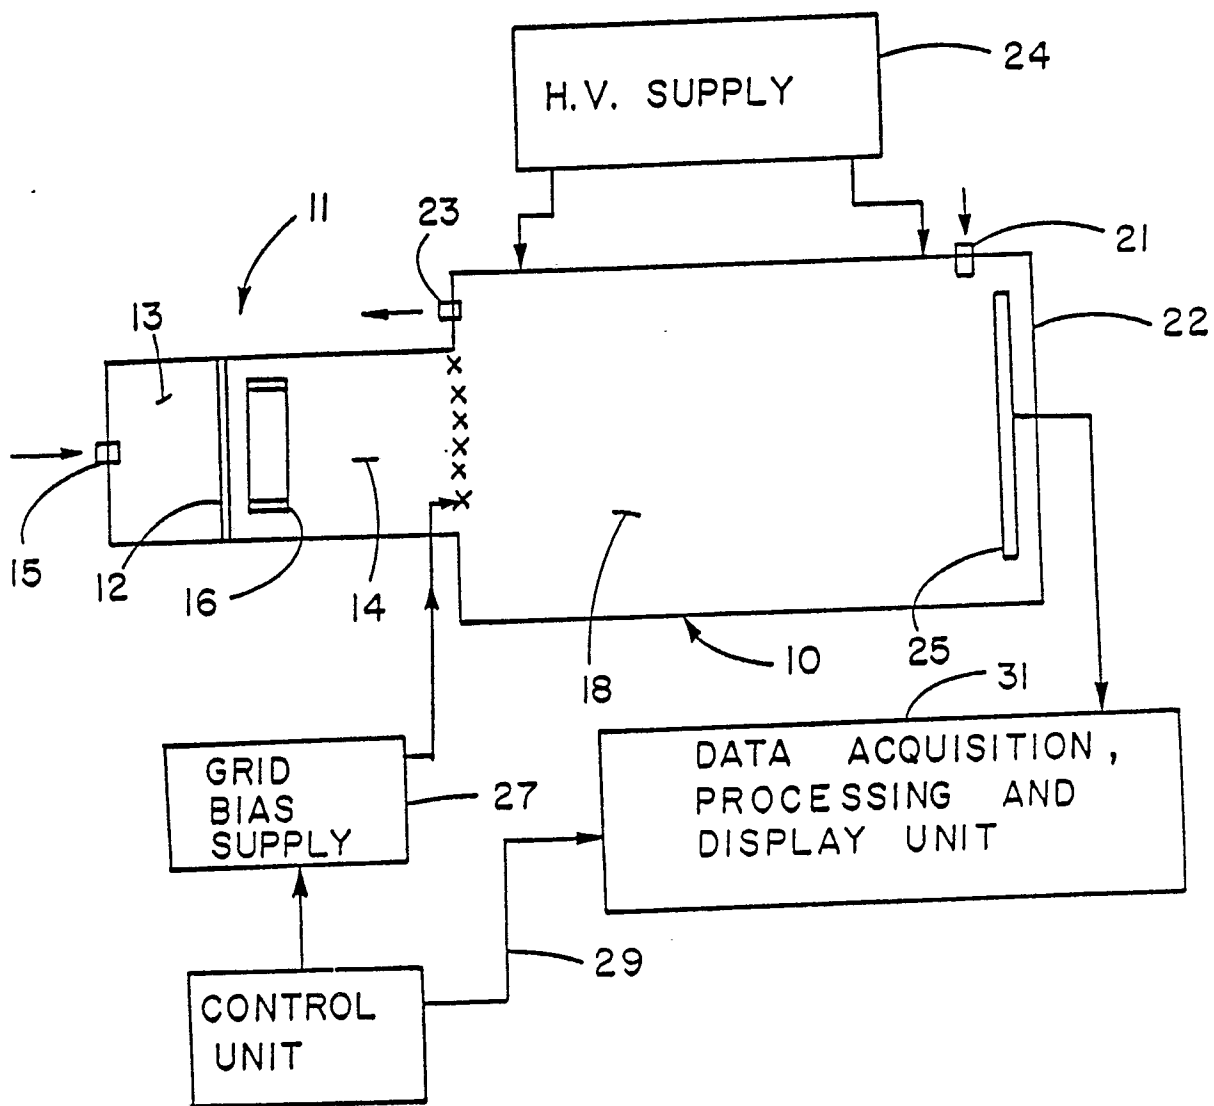 H.V. SUPPLY
24
11
23
21
13
22
15
12
16
14
18
10
25
31
GRID
BIAS
SUPPLY
27
DATA ACQUISITION,
PROCESSING AND
DISPLAY UNIT
29
CONTROL
UNIT